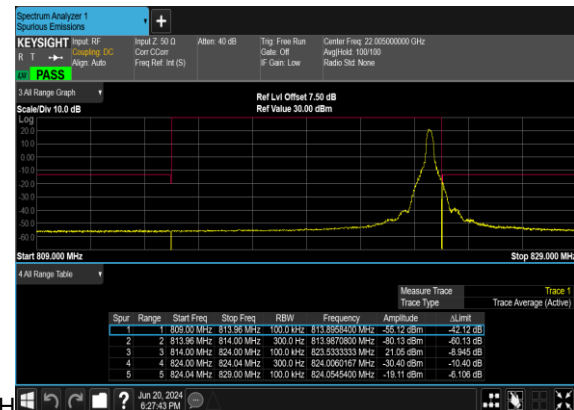 Spectrum Analyzer 1
Spurious Emissions
KEYSIGHT Input: RF Input Z: 50 Ω Atten: 40 dB Trig: Free Run Center Freq: 22.005000000 GHz
R T Coupling: DC Corr CCorr Gate: Off Avg|Hold: 100/100
Align: Auto Freq Ref: Int (S) IF Gain: Low Radio Std: None
PASS
3 All Range Graph
Ref Lvl Offset 7.50 dB
Scale/Div 10.0 dB Ref Value 30.00 dBm
Log
20.0
10.0
0.00
-10.0
-20.0
-30.0
-40.0
-50.0
-60.0
Start 809.000 MHz Stop 829.000 MHz
4 All Range Table
Measure Trace Trace 1
Trace Type Trace Average (Active)
Spur Range Start Freq Stop Freq RBW Frequency Amplitude ΔLimit
1 1 809.00 MHz 813.96 MHz 100.0 kHz 813.8958400 MHz -55.12 dBm -42.12 dB
2 2 813.96 MHz 814.00 MHz 300.0 Hz 813.9870800 MHz -80.13 dBm -60.13 dB
3 3 814.00 MHz 824.00 MHz 100.0 kHz 823.5333333 MHz 21.05 dBm -8.945 dB
4 4 824.00 MHz 824.04 MHz 300.0 Hz 824.0060167 MHz -30.40 dBm -10.40 dB
5 5 824.04 MHz 829.00 MHz 100.0 kHz 824.0545400 MHz -19.11 dBm -6.106 dB
H
? Jun 20, 2024
6:27:43 PM